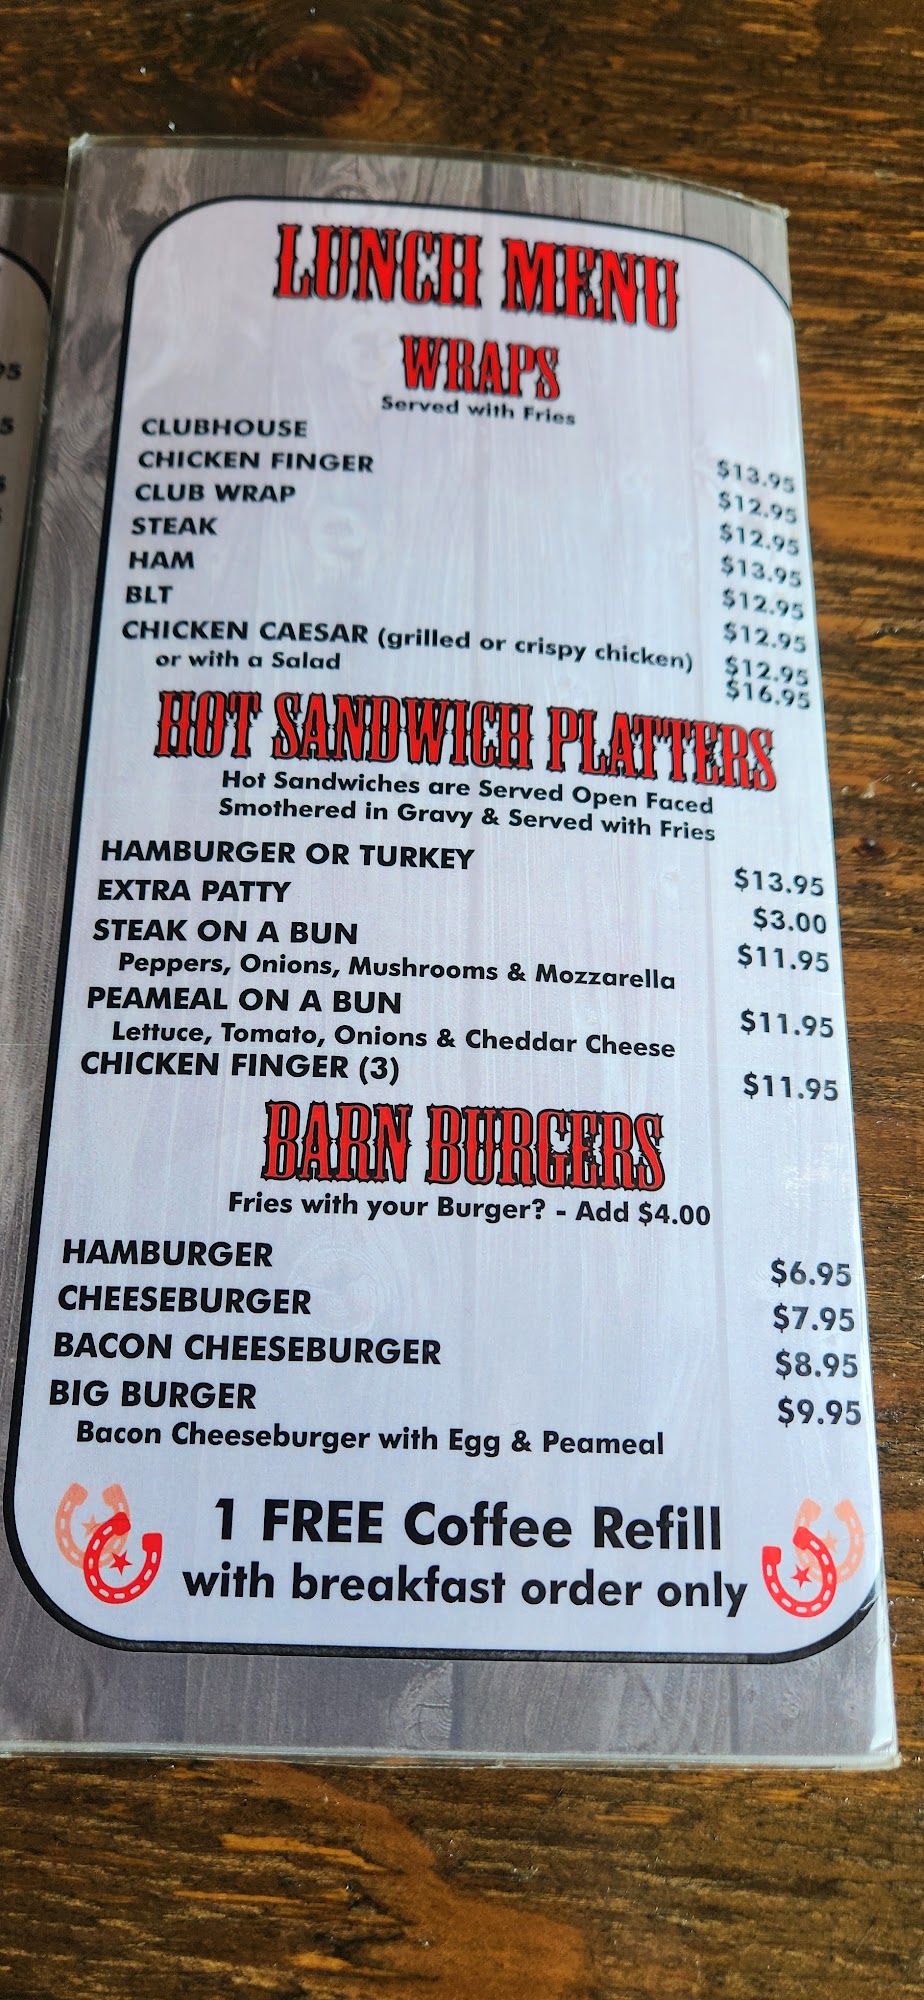 LUNCH MENU
WRAPS
Served with Fries
CLUBHOUSE $13.95
CHICKEN FINGER $12.95
CLUB WRAP $12.95
STEAK $13.95
HAM $12.95
BLT $12.95
CHICKEN CAESAR (grilled or crispy chicken) $12.95
or with a Salad $16.95
HOT SANDWICH PLATTERS
Hot Sandwiches are Served Open Faced
Smothered in Gravy & Served with Fries
HAMBURGER OR TURKEY $13.95
EXTRA PATTY $3.00
STEAK ON A BUN $11.95
Peppers, Onions, Mushrooms & Mozzarella
PEAMEAL ON A BUN $11.95
Lettuce, Tomato, Onions & Cheddar Cheese
CHICKEN FINGER (3) $11.95
BARN BURGERS
Fries with your Burger? - Add $4.00
HAMBURGER $6.95
CHEESEBURGER $7.95
BACON CHEESEBURGER $8.95
BIG BURGER $9.95
Bacon Cheeseburger with Egg & Peameal
1 FREE Coffee Refill
with breakfast order only